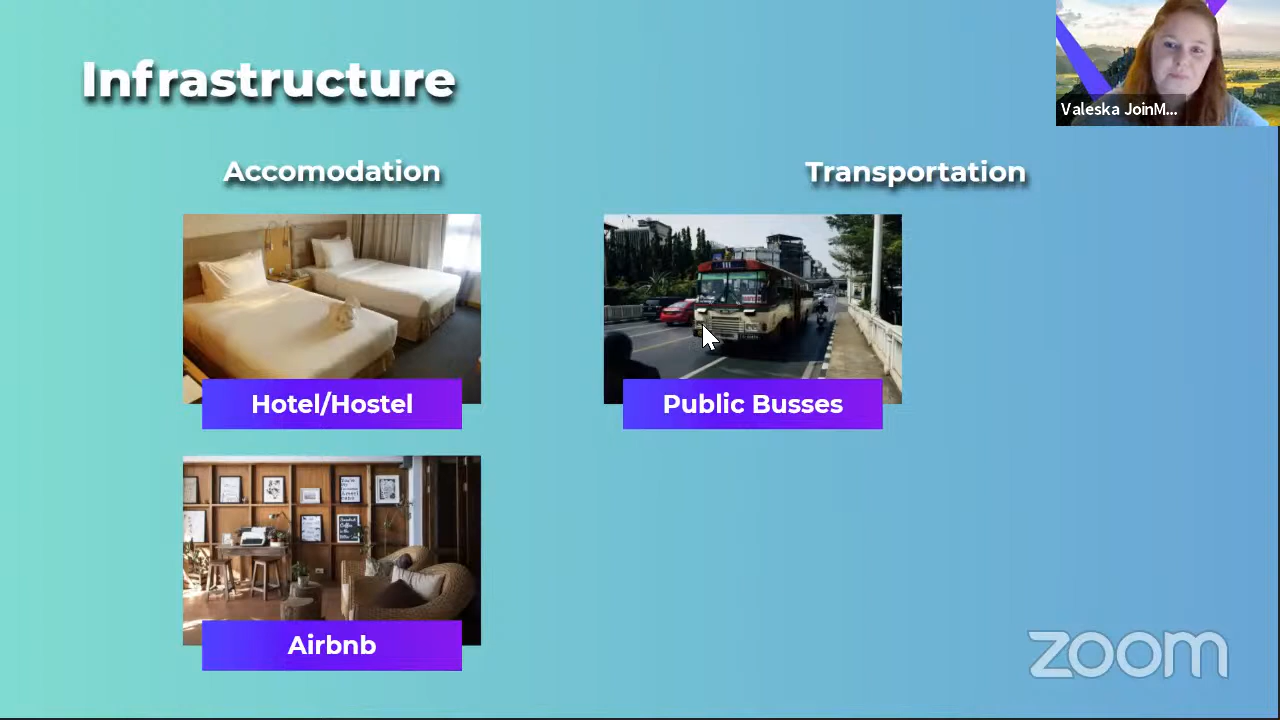 Infrastructure
Valeska JoinM...
Accomodation
Transportation
Hotel/Hostel
Public Busses
Airbnb
zoom